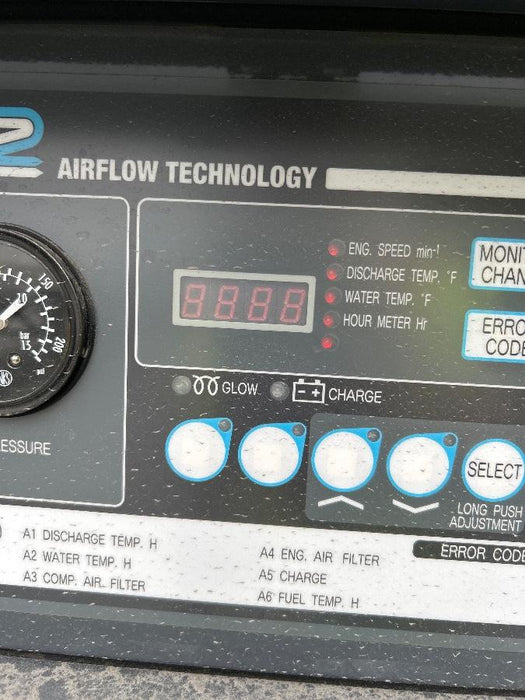 AIRFLOW TECHNOLOGY
ENG. SPEED min⁻¹
DISCHARGE TEMP. °F
WATER TEMP. °F
HOUR METER Hr
MONIT
CHAN
ERRO
CODE
150
200
10
bar
15
psi
ESSURE
GLOW
CHARGE
SELECT
LONG PUSH
ADJUSTMENT
A1 DISCHARGE TEMP. H
A2 WATER TEMP. H
A3 COMP. AIR. FILTER
A4 ENG. AIR FILTER
A5 CHARGE
A6 FUEL TEMP. H
ERROR CODE